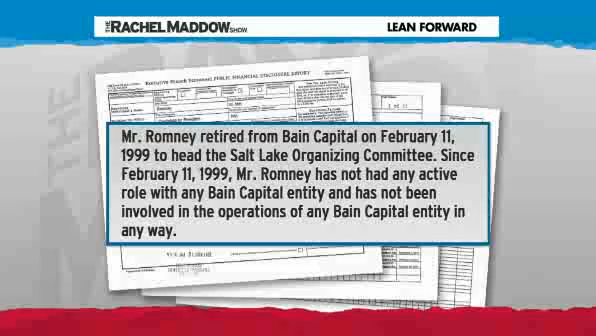 THE RACHEL MADDOW SHOW
LEAN FORWARD
Executive Branch Personnel PUBLIC FINANCIAL DISCLOSURE REPORT
Mr. Romney retired from Bain Capital on February 11,
1999 to head the Salt Lake Organizing Committee. Since
February 11, 1999, Mr. Romney has not had any active
role with any Bain Capital entity and has not been
involved in the operations of any Bain Capital entity in
any way.